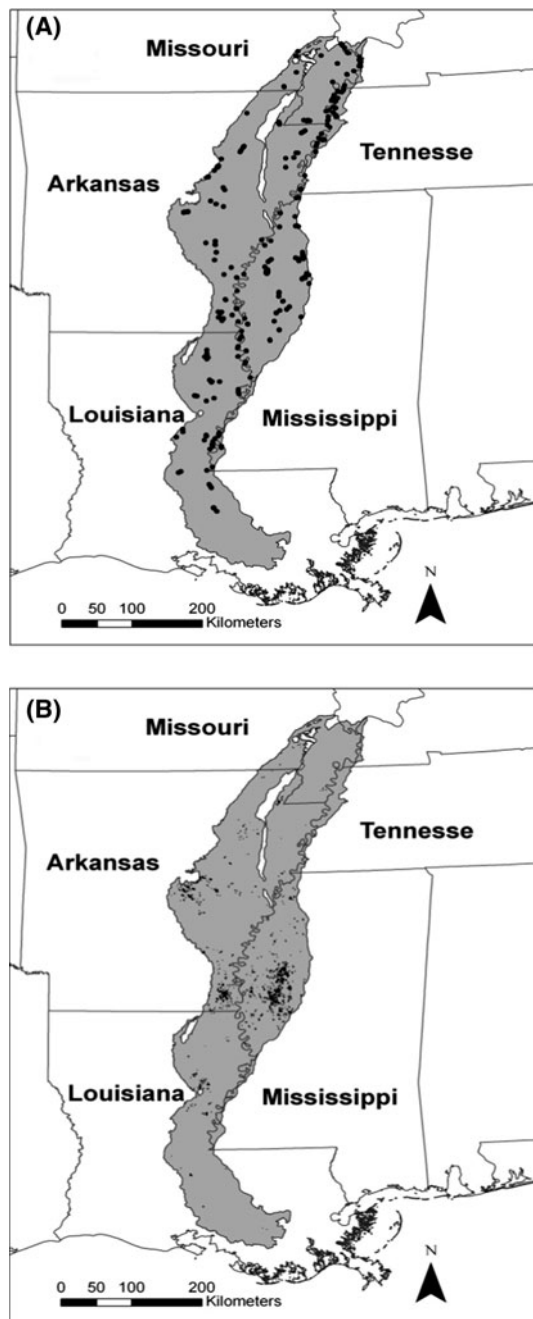 (A)
Missouri
Tennesse
Arkansas
Louisiana
Mississippi
N
0 50 100 200
Kilometers
(B)
Missouri
Tennesse
Arkansas
Louisiana
Mississippi
N
0 50 100 200
Kilometers